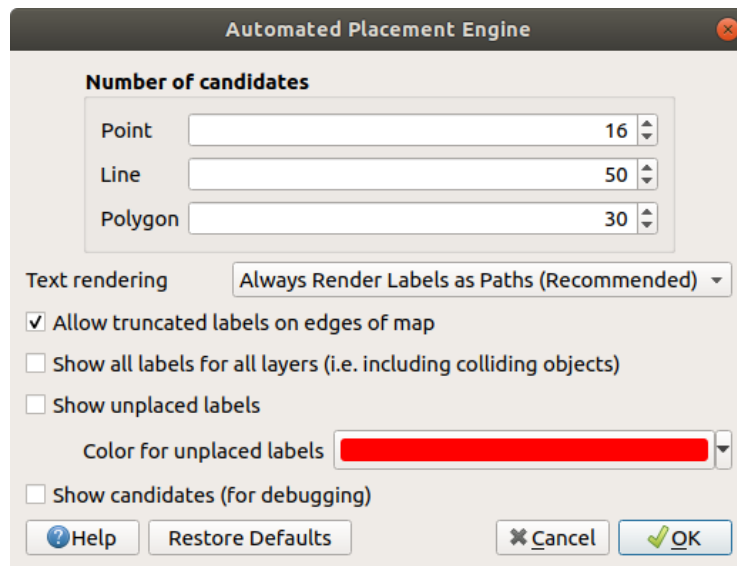 Automated Placement Engine
Number of candidates
Point 16
Line 50
Polygon 30
Text rendering Always Render Labels as Paths (Recommended)
Allow truncated labels on edges of map
Show all labels for all layers (i.e. including colliding objects)
Show unplaced labels
Color for unplaced labels
Show candidates (for debugging)
Help Restore Defaults Cancel OK